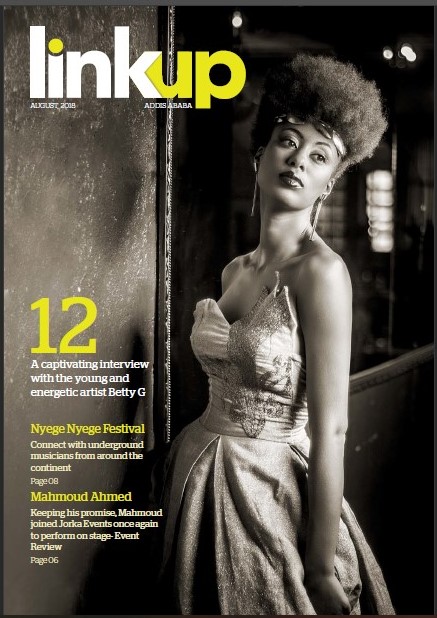 linkup
AUGUST, 2018 ADDIS ABABA
12
A captivating interview
with the young and
energetic artist Betty G
Nyege Nyege Festival
Connect with underground
musicians from around the
continent
Page 08
Mahmoud Ahmed
Keeping his promise, Mahmoud
joined Jorka Events once again
to perform on stage- Event
Review
Page 06